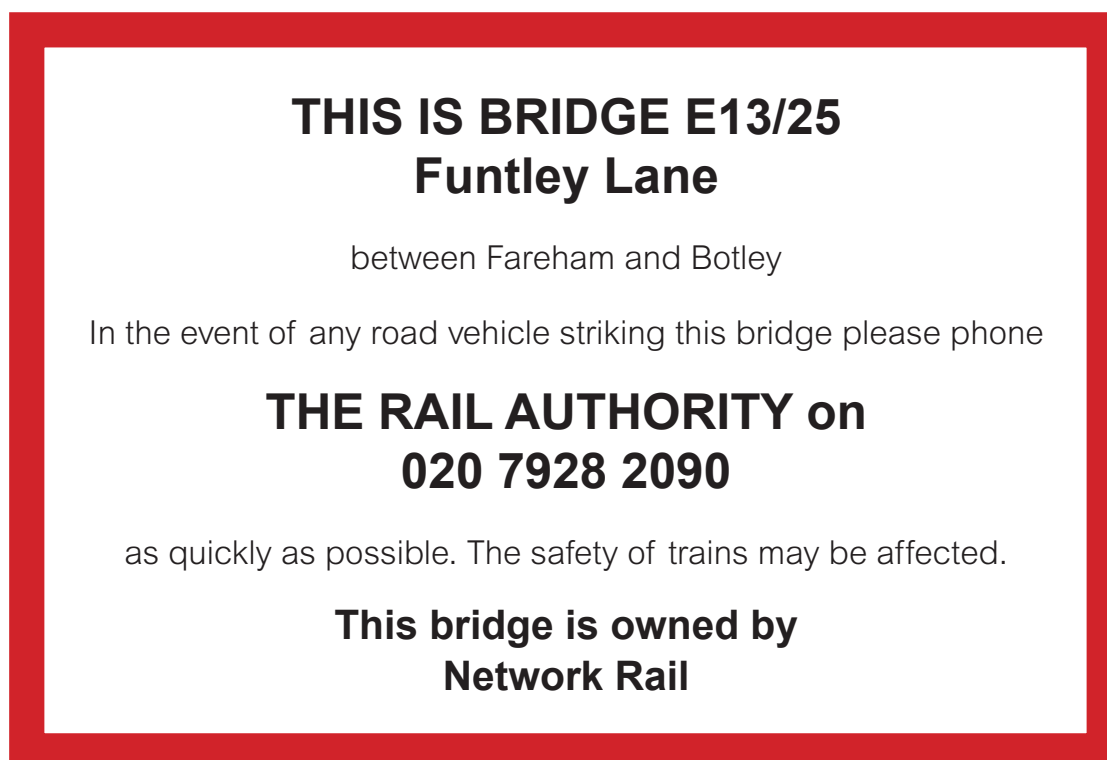 THIS IS BRIDGE E13/25
Funtley Lane
between Fareham and Botley
In the event of any road vehicle striking this bridge please phone
THE RAIL AUTHORITY on
020 7928 2090
as quickly as possible. The safety of trains may be affected.
This bridge is owned by
Network Rail